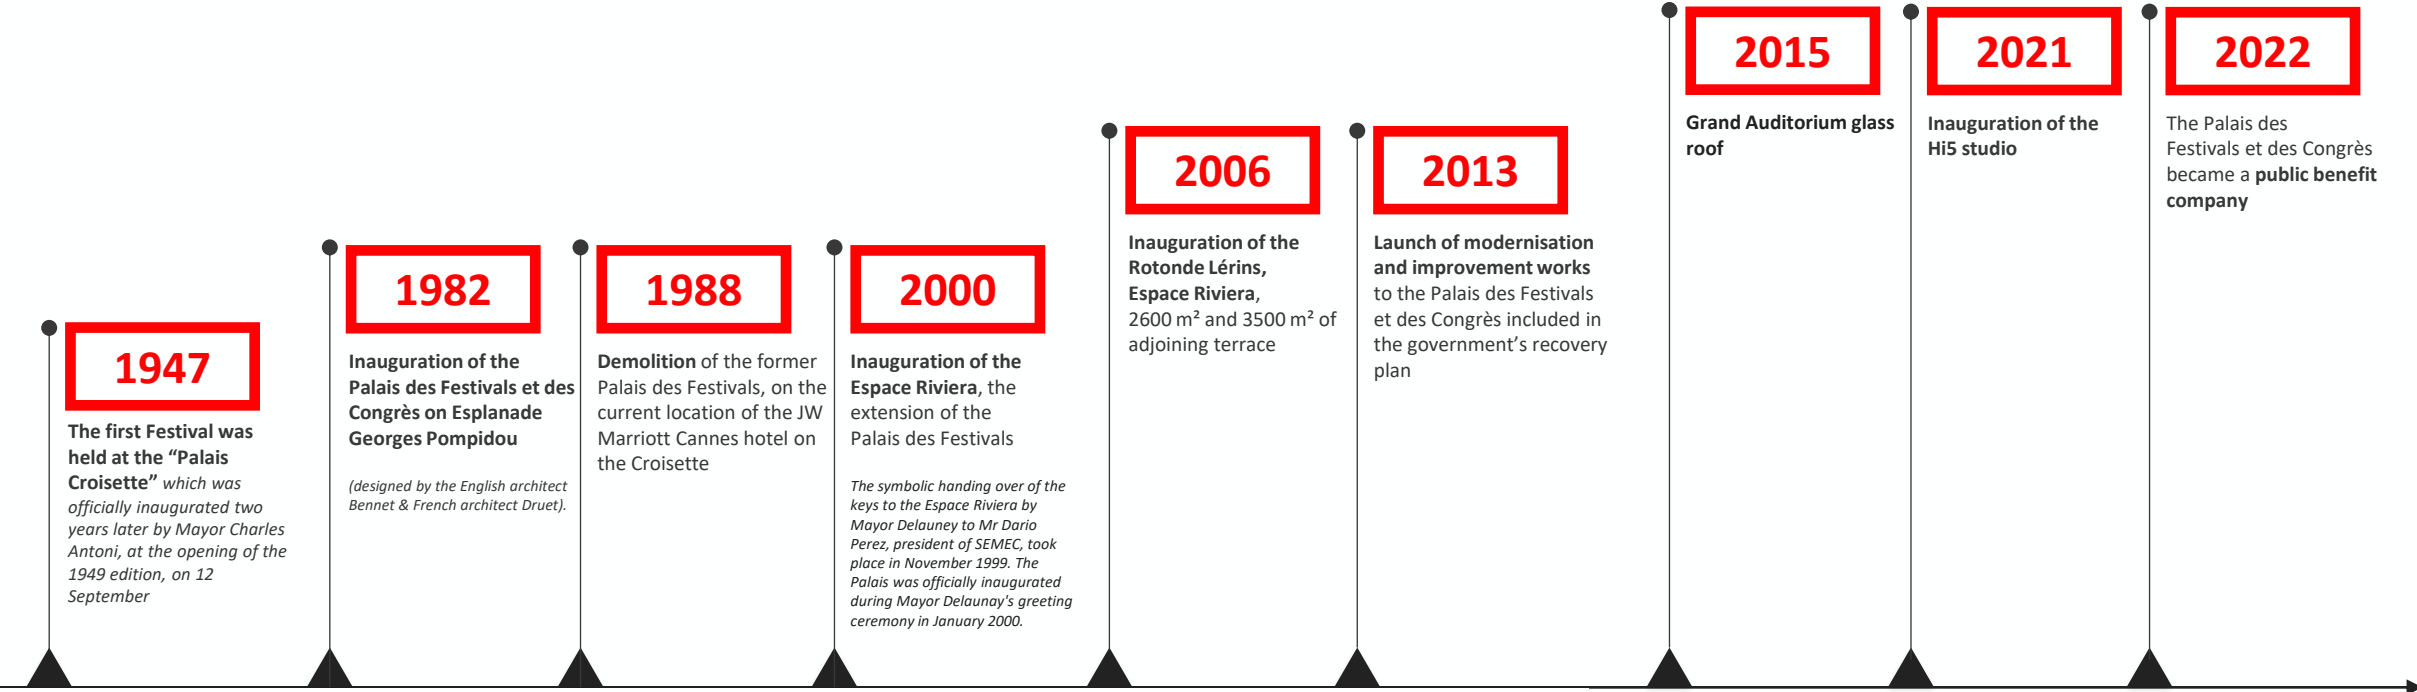 1947
The first Festival was
held at the “Palais
Croisette” which was
officially inaugurated two
years later by Mayor Charles
Antoni, at the opening of the
1949 edition, on 12
September
1982
Inauguration of the
Palais des Festivals et des
Congrès on Esplanade
Georges Pompidou
(designed by the English architect
Bennet & French architect Druet).
1988
Demolition of the former
Palais des Festivals, on the
current location of the JW
Marriott Cannes hotel on
the Croisette
2000
Inauguration of the
Espace Riviera, the
extension of the
Palais des Festivals
The symbolic handing over of the
keys to the Espace Riviera by
Mayor Delauney to Mr Dario
Perez, president of SEMEC, took
place in November 1999. The
Palais was officially inaugurated
during Mayor Delaunay's greeting
ceremony in January 2000.
2006
Inauguration of the
Rotonde Lérins,
Espace Riviera,
2600 m² and 3500 m² of
adjoining terrace
2013
Launch of modernisation
and improvement works
to the Palais des Festivals
et des Congrès included in
the government’s recovery
plan
2015
Grand Auditorium glass
roof
2021
Inauguration of the
Hi5 studio
2022
The Palais des
Festivals et des Congrès
became a public benefit
company